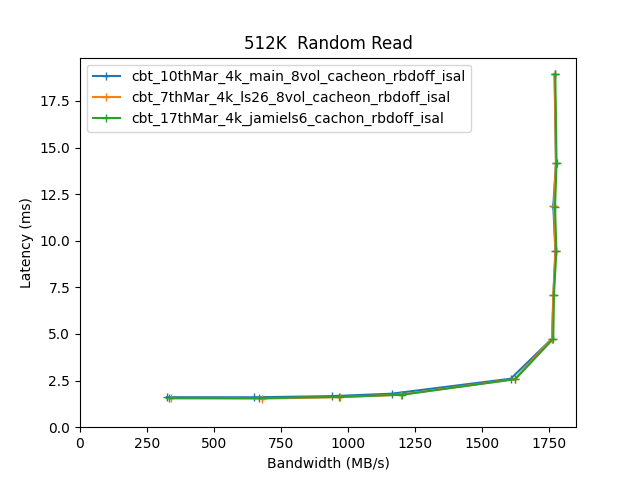 512K  Random Read
cbt_10thMar_4k_main_8vol_cacheon_rbdoff_isal
cbt_7thMar_4k_ls26_8vol_cacheon_rbdoff_isal
cbt_17thMar_4k_jamiels6_cachon_rbdoff_isal
Latency (ms)
17.5
15.0
12.5
10.0
7.5
5.0
2.5
0.0
0 250 500 750 1000 1250 1500 1750
Bandwidth (MB/s)